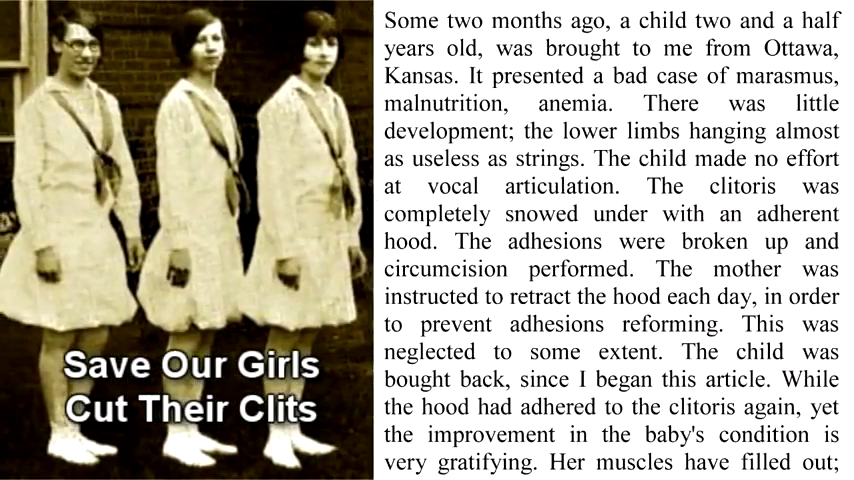 Save Our Girls
Cut Their Clits
Some two months ago, a child two and a half
years old, was brought to me from Ottawa,
Kansas. It presented a bad case of marasmus,
malnutrition, anemia. There was little
development; the lower limbs hanging almost
as useless as strings. The child made no effort
at vocal articulation. The clitoris was
completely snowed under with an adherent
hood. The adhesions were broken up and
circumcision performed. The mother was
instructed to retract the hood each day, in order
to prevent adhesions reforming. This was
neglected to some extent. The child was
bought back, since I began this article. While
the hood had adhered to the clitoris again, yet
the improvement in the baby's condition is
very gratifying. Her muscles have filled out;